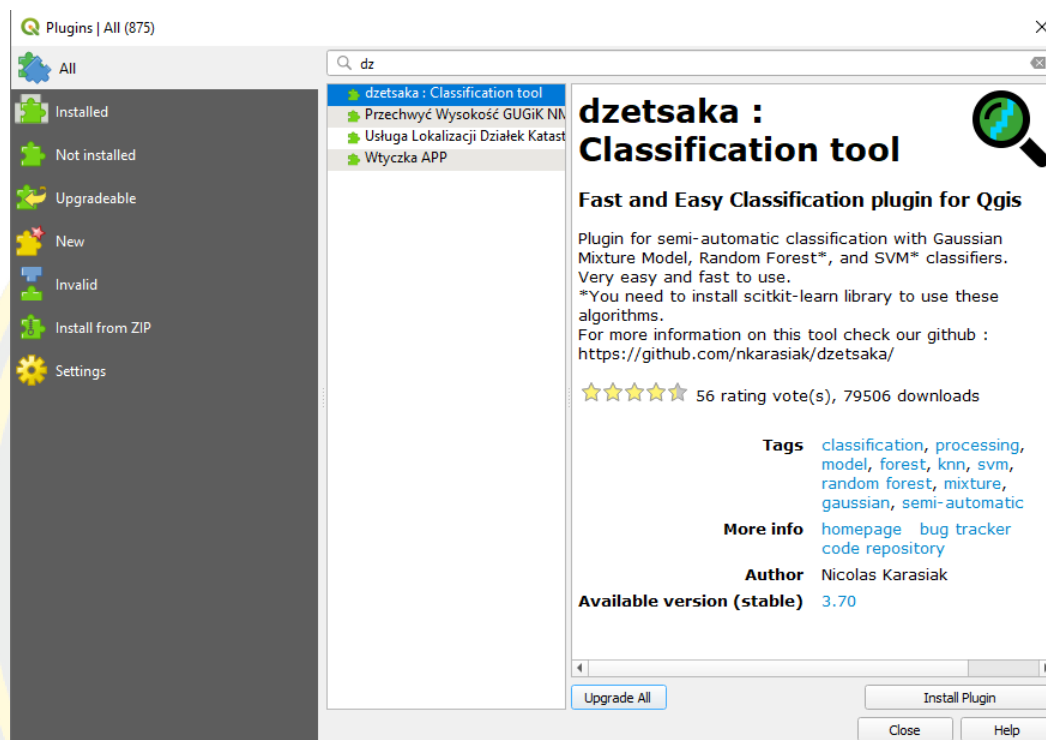 Plugins | All (875)
All
Installed
Not installed
Upgradeable
New
Invalid
Install from ZIP
Settings
dz
dzetsaka : Classification tool
Przechwyć Wysokość GUGiK NM
Usługa Lokalizacji Działek Katast
Wtyczka APP
dzetsaka :
Classification tool
Fast and Easy Classification plugin for Qgis
Plugin for semi-automatic classification with Gaussian
Mixture Model, Random Forest*, and SVM* classifiers.
Very easy and fast to use.
*You need to install scitkit-learn library to use these
algorithms.
For more information on this tool check our github :
https://github.com/nkarasiak/dzetsaka/
56 rating vote(s), 79506 downloads
Tags classification, processing,
model, forest, knn, svm,
random forest, mixture,
gaussian, semi-automatic
More info homepage bug tracker
code repository
Author Nicolas Karasiak
Available version (stable) 3.70
Upgrade All Install Plugin
Close Help